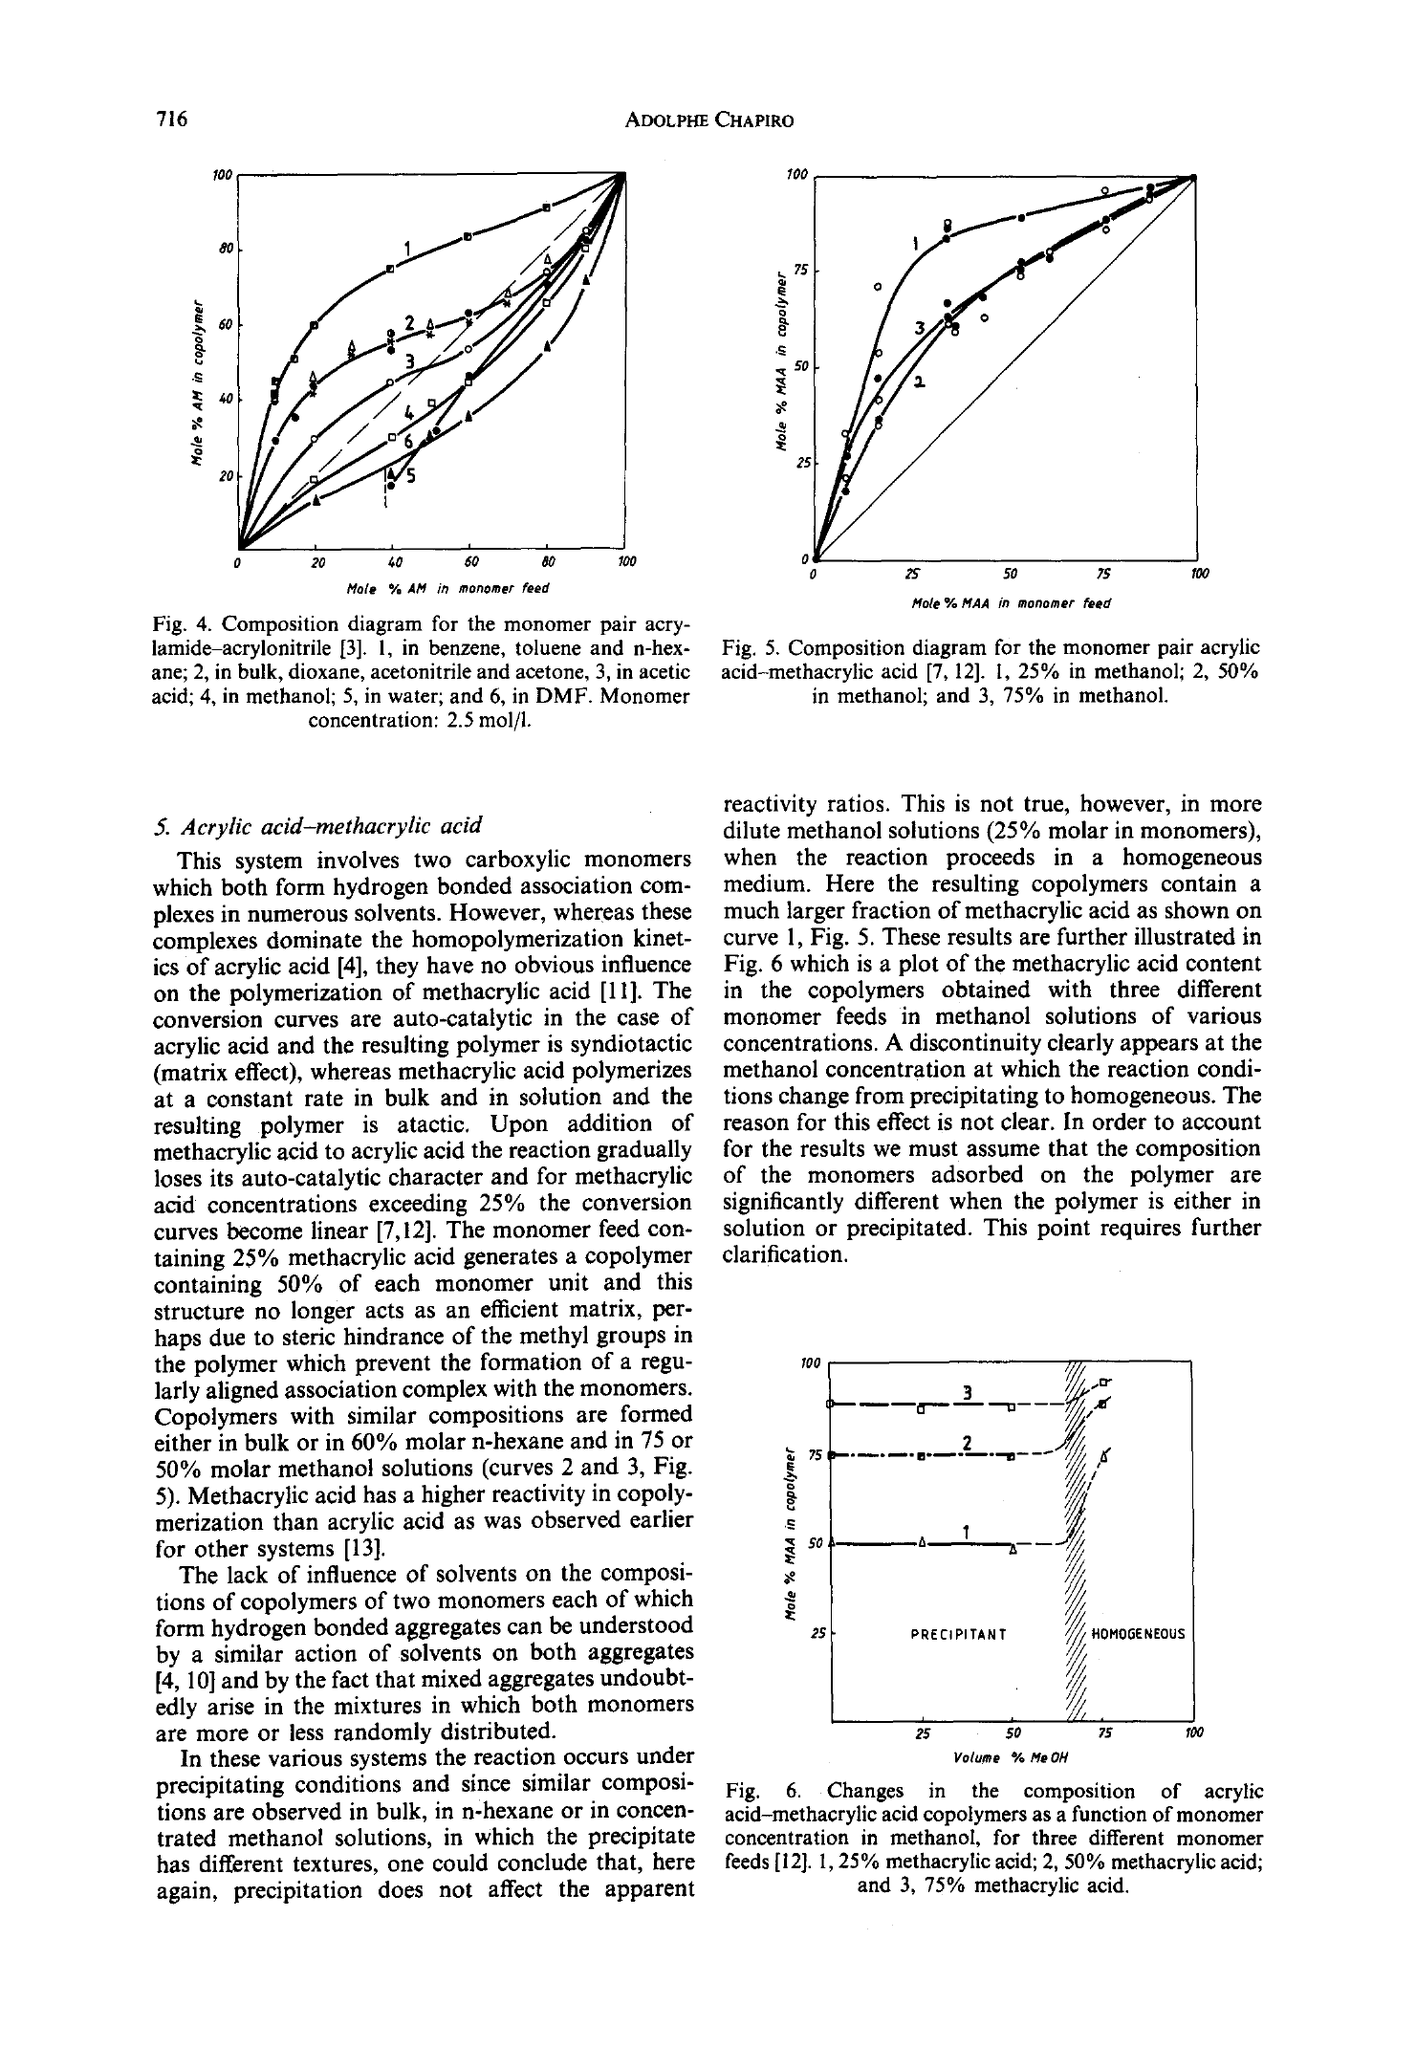 716
ADOLPHE CHAPIRO
100
80
60
40
20
Mole % AM in copolymer
1
2
3
4
6
5
0 20 40 60 80 100
Mole % AM in monomer feed
Fig. 4. Composition diagram for the monomer pair acry-
lamide–acrylonitrile [3]. 1, in benzene, toluene and n-hex-
ane; 2, in bulk, dioxane, acetonitrile and acetone, 3, in acetic
acid; 4, in methanol; 5, in water; and 6, in DMF. Monomer
concentration: 2.5 mol/l.
100
75
50
25
0
Mole % MAA in copolymer
1
3
2
0 25 50 75 100
Mole % MAA in monomer feed
Fig. 5. Composition diagram for the monomer pair acrylic
acid–methacrylic acid [7, 12]. 1, 25% in methanol; 2, 50%
in methanol; and 3, 75% in methanol.
5. Acrylic acid–methacrylic acid
This system involves two carboxylic monomers
which both form hydrogen bonded association com-
plexes in numerous solvents. However, whereas these
complexes dominate the homopolymerization kinet-
ics of acrylic acid [4], they have no obvious influence
on the polymerization of methacrylic acid [11]. The
conversion curves are auto-catalytic in the case of
acrylic acid and the resulting polymer is syndiotactic
(matrix effect), whereas methacrylic acid polymerizes
at a constant rate in bulk and in solution and the
resulting polymer is atactic. Upon addition of
methacrylic acid to acrylic acid the reaction gradually
loses its auto-catalytic character and for methacrylic
acid concentrations exceeding 25% the conversion
curves become linear [7,12]. The monomer feed con-
taining 25% methacrylic acid generates a copolymer
containing 50% of each monomer unit and this
structure no longer acts as an efficient matrix, per-
haps due to steric hindrance of the methyl groups in
the polymer which prevent the formation of a regu-
larly aligned association complex with the monomers.
Copolymers with similar compositions are formed
either in bulk or in 60% molar n-hexane and in 75 or
50% molar methanol solutions (curves 2 and 3, Fig.
5). Methacrylic acid has a higher reactivity in copoly-
merization than acrylic acid as was observed earlier
for other systems [13].
The lack of influence of solvents on the composi-
tions of copolymers of two monomers each of which
form hydrogen bonded aggregates can be understood
by a similar action of solvents on both aggregates
[4, 10] and by the fact that mixed aggregates undoubt-
edly arise in the mixtures in which both monomers
are more or less randomly distributed.
In these various systems the reaction occurs under
precipitating conditions and since similar composi-
tions are observed in bulk, in n-hexane or in concen-
trated methanol solutions, in which the precipitate
has different textures, one could conclude that, here
again, precipitation does not affect the apparent
reactivity ratios. This is not true, however, in more
dilute methanol solutions (25% molar in monomers),
when the reaction proceeds in a homogeneous
medium. Here the resulting copolymers contain a
much larger fraction of methacrylic acid as shown on
curve 1, Fig. 5. These results are further illustrated in
Fig. 6 which is a plot of the methacrylic acid content
in the copolymers obtained with three different
monomer feeds in methanol solutions of various
concentrations. A discontinuity clearly appears at the
methanol concentration at which the reaction condi-
tions change from precipitating to homogeneous. The
reason for this effect is not clear. In order to account
for the results we must assume that the composition
of the monomers adsorbed on the polymer are
significantly different when the polymer is either in
solution or precipitated. This point requires further
clarification.
100
75
50
25
Mole % MAA in copolymer
3
2
1
PRECIPITANT
HOMOGENEOUS
25 50 75 100
Volume % MeOH
Fig. 6. Changes in the composition of acrylic
acid–methacrylic acid copolymers as a function of monomer
concentration in methanol, for three different monomer
feeds [12]. 1, 25% methacrylic acid; 2, 50% methacrylic acid;
and 3, 75% methacrylic acid.